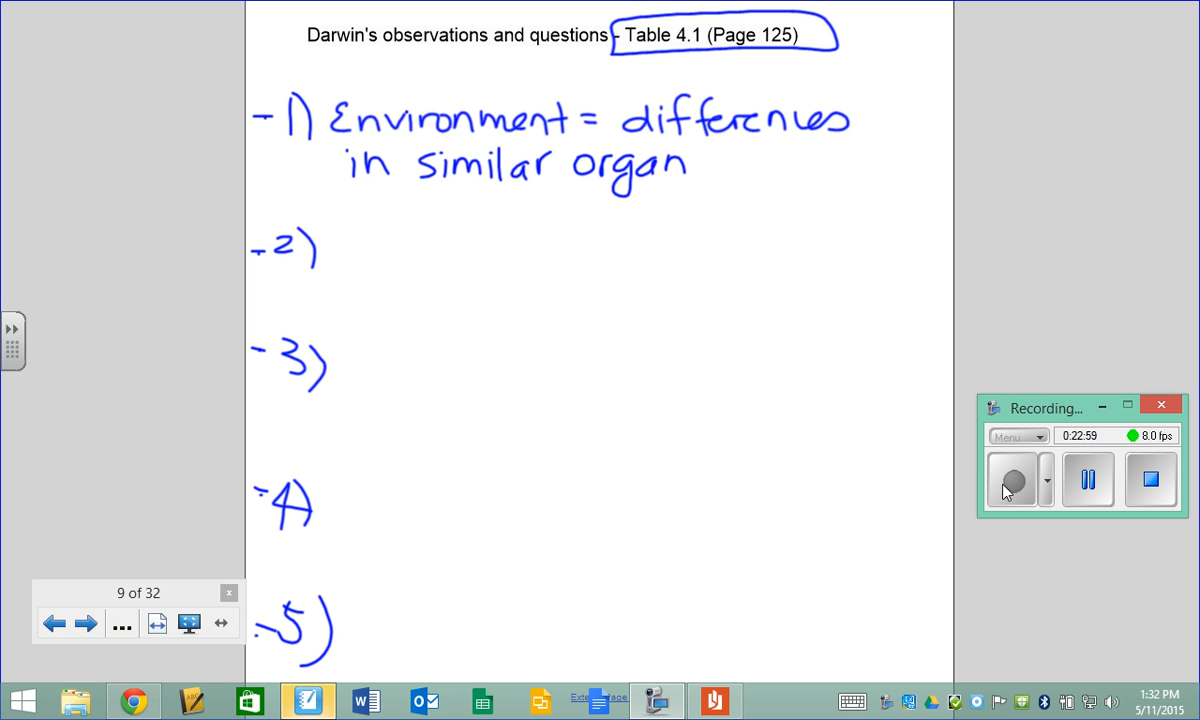 Darwin's observations and questions - Table 4.1 (Page 125)
- 1) Environment = differences
in similar organ
- 2)
- 3)
- 4)
- 5)
Recording...
Menu
0:22:59
8.0 fps
9 of 32
...
1:32 PM
5/11/2015